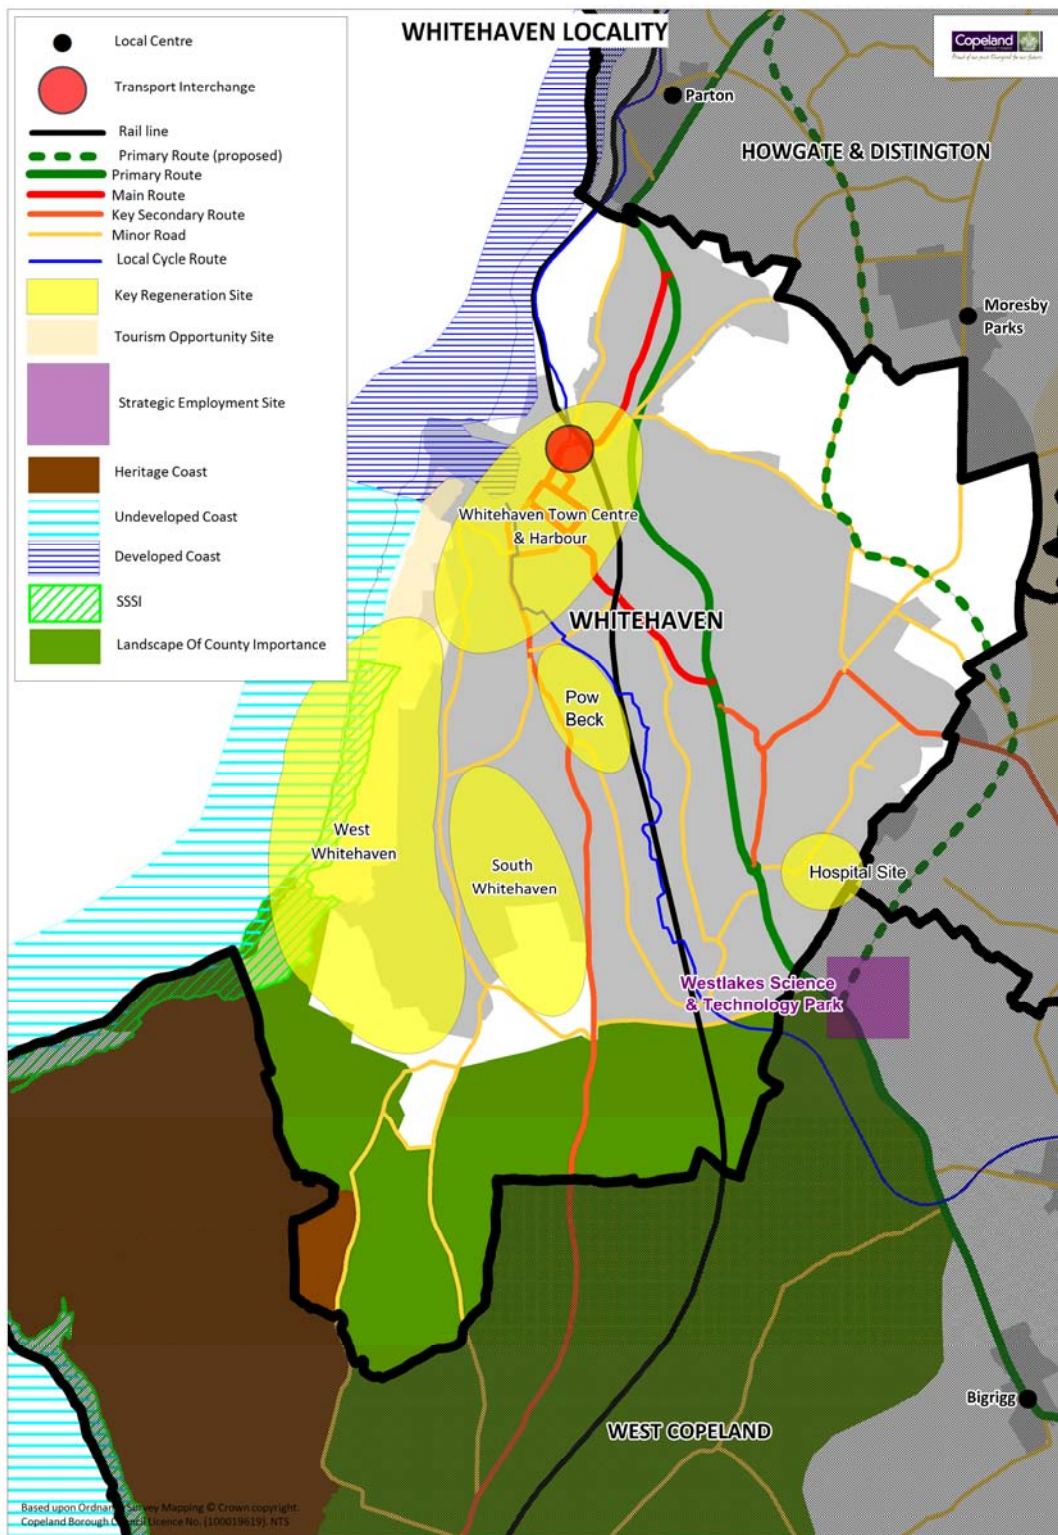 WHITEHAVEN LOCALITY
Copeland
Local Centre
Transport Interchange
Rail line
Primary Route (proposed)
Primary Route
Main Route
Key Secondary Route
Minor Road
Local Cycle Route
Key Regeneration Site
Tourism Opportunity Site
Strategic Employment Site
Heritage Coast
Undeveloped Coast
Developed Coast
SSSI
Landscape Of County Importance
Parton
HOWGATE & DISTINGTON
Moresby
Parks
Whitehaven Town Centre
& Harbour
WHITEHAVEN
Pow
Beck
West
Whitehaven
South
Whitehaven
Hospital Site
Westlakes Science
& Technology Park
Bigrigg
WEST COPELAND
Based upon Ordnance Survey Mapping © Crown copyright.
Copeland Borough Council Licence No. (100019619). NTS